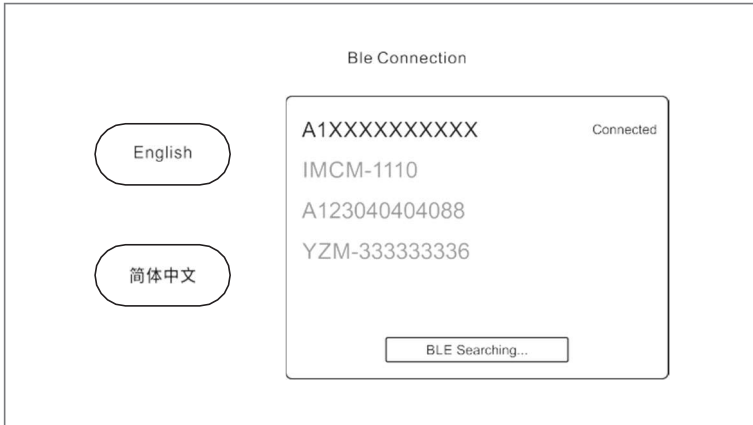 Ble Connection
English
简体中文
A1XXXXXXXXXX Connected
IMCM-1110
A123040404088
YZM-333333336
BLE Searching...